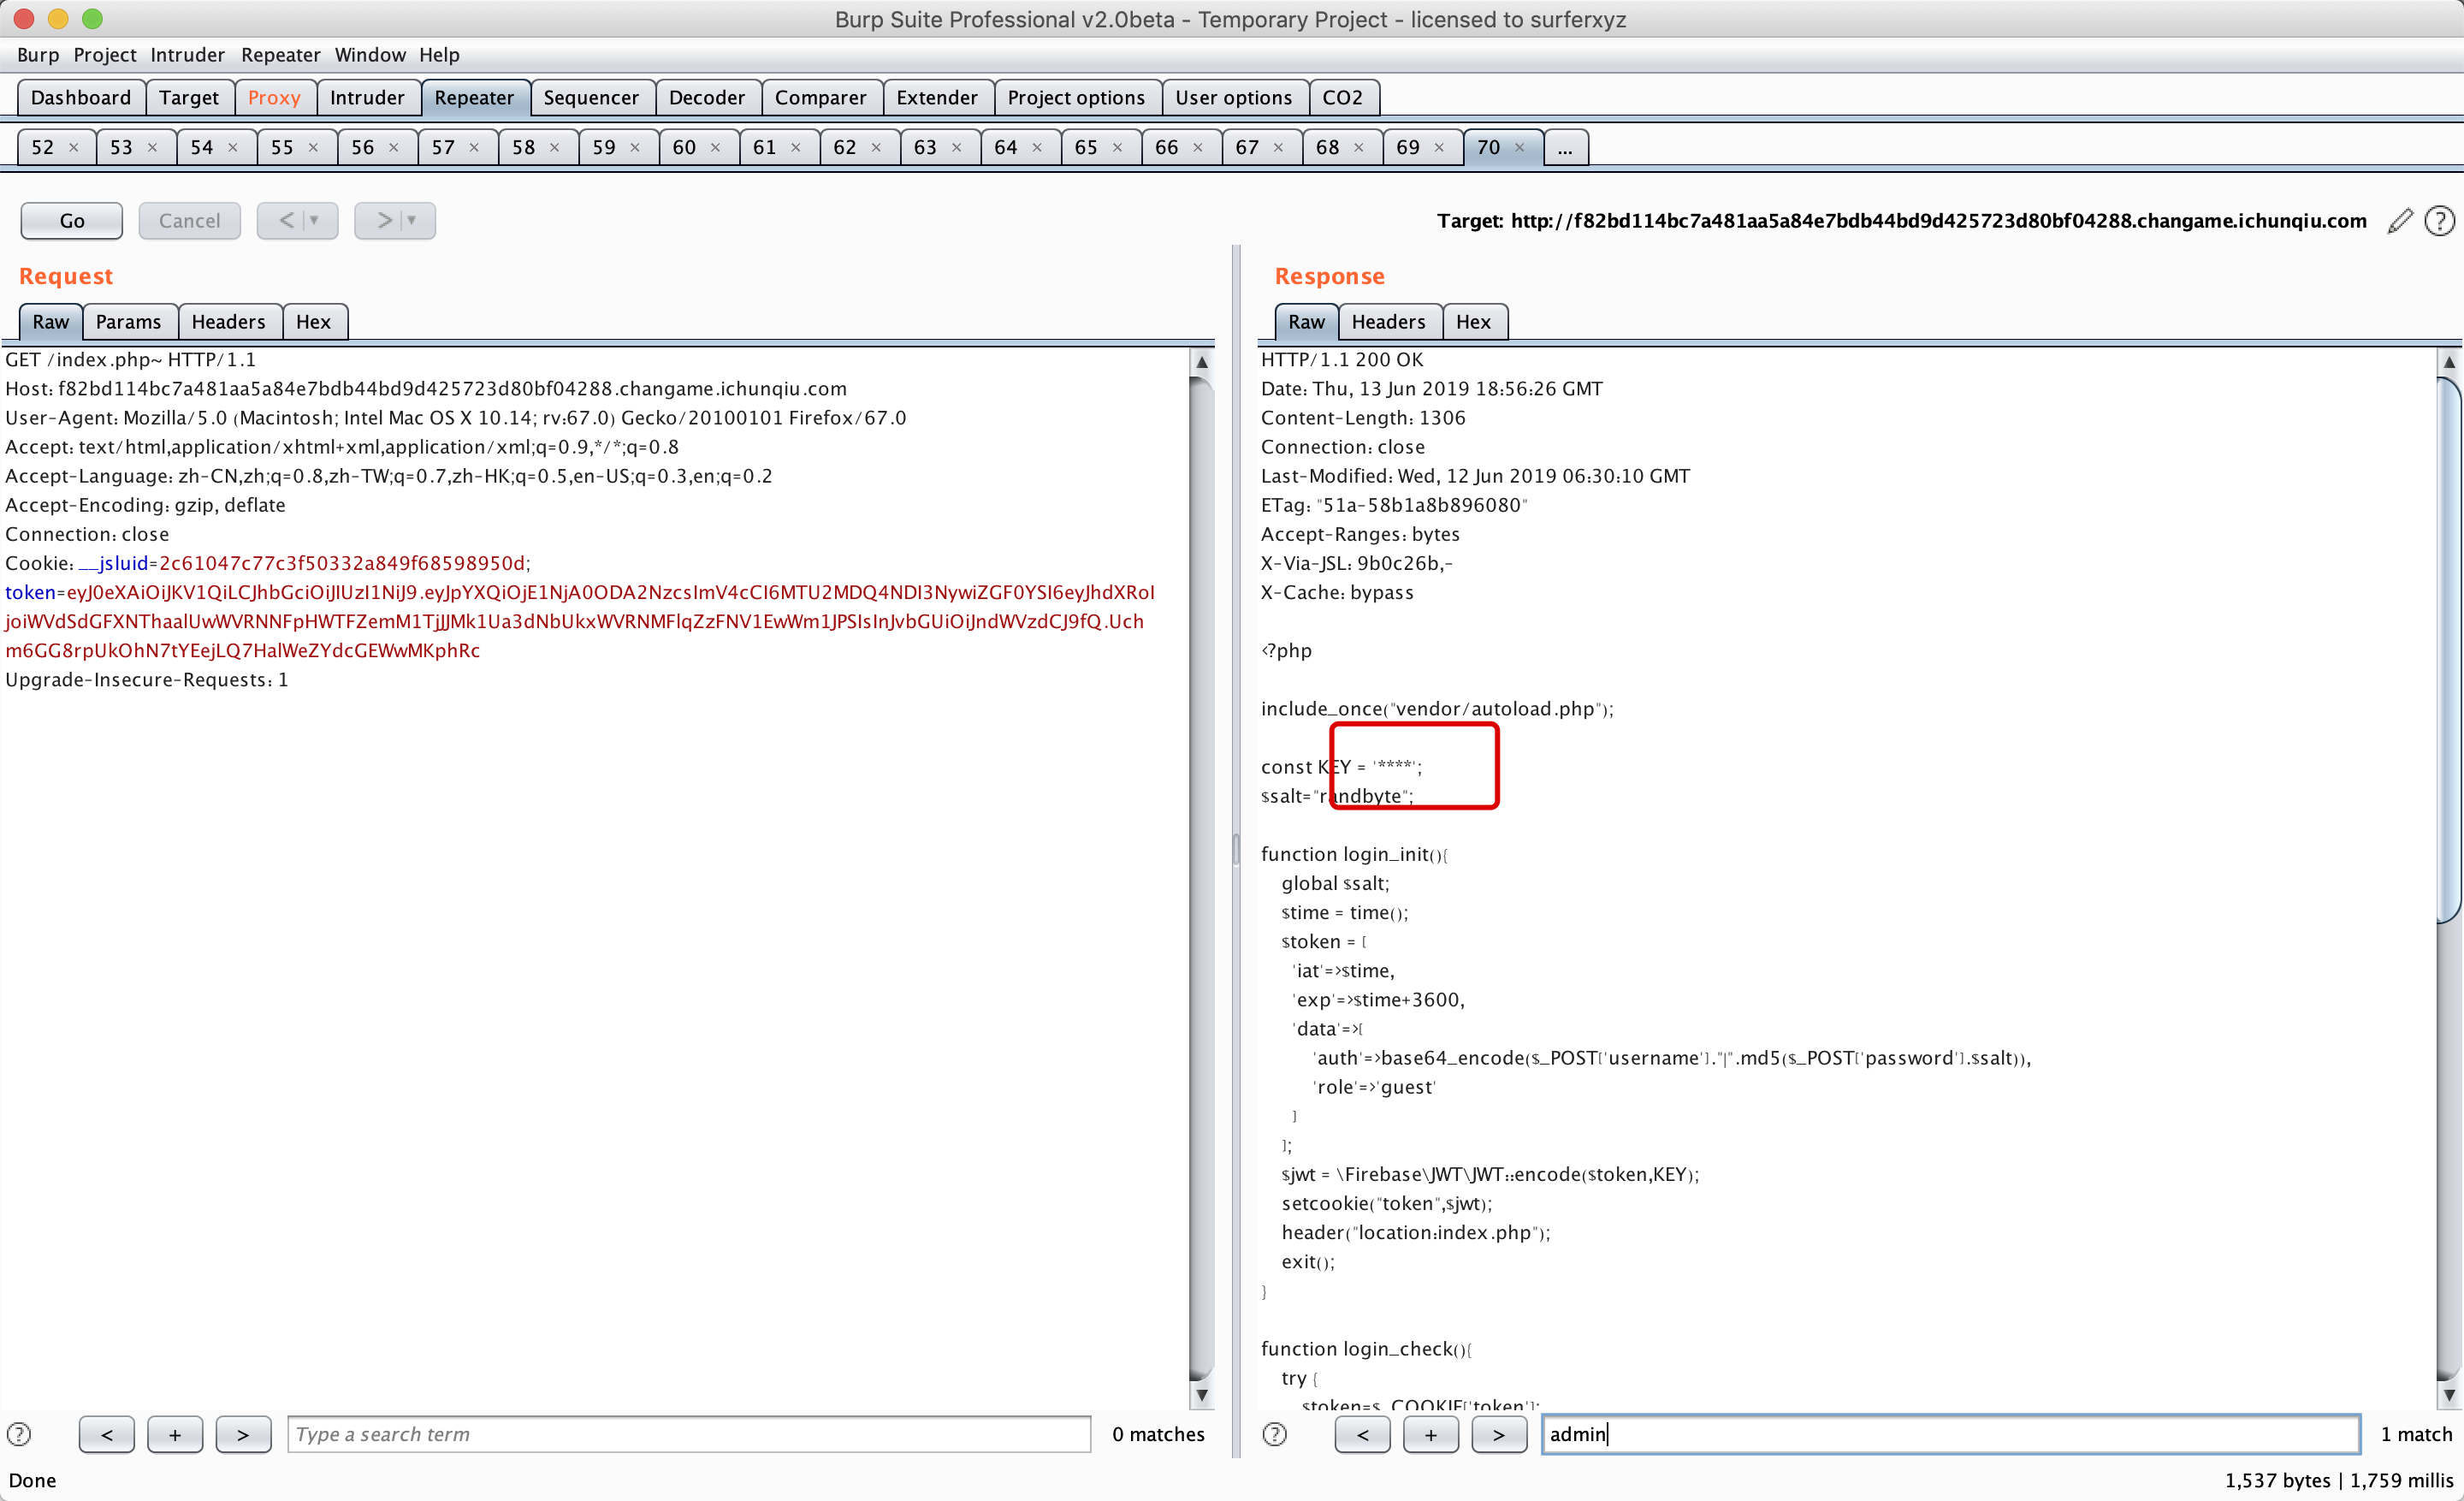 Burp Suite Professional v2.0beta - Temporary Project - licensed to surferxyz
Burp Project Intruder Repeater Window Help
Dashboard Target Proxy Intruder Repeater Sequencer Decoder Comparer Extender Project options User options CO2
52 × 53 × 54 × 55 × 56 × 57 × 58 × 59 × 60 × 61 × 62 × 63 × 64 × 65 × 66 × 67 × 68 × 69 × 70 × ...
Go Cancel < | ▼ > | ▼ Target: http://f82bd114bc7a481aa5a84e7bdb44bd9d425723d80bf04288.changame.ichunqiu.com ?
Request
Raw Params Headers Hex
GET /index.php~ HTTP/1.1
Host: f82bd114bc7a481aa5a84e7bdb44bd9d425723d80bf04288.changame.ichunqiu.com
User-Agent: Mozilla/5.0 (Macintosh; Intel Mac OS X 10.14; rv:67.0) Gecko/20100101 Firefox/67.0
Accept: text/html,application/xhtml+xml,application/xml;q=0.9,*/*;q=0.8
Accept-Language: zh-CN,zh;q=0.8,zh-TW;q=0.7,zh-HK;q=0.5,en-US;q=0.3,en;q=0.2
Accept-Encoding: gzip, deflate
Connection: close
Cookie: __jsluid=2c61047c77c3f50332a849f68598950d;
token=eyJ0eXAiOiJKV1QiLCJhbGciOiJIUzI1NiJ9.eyJpYXQiOjE1NjA0ODA2NzcsImV4cCI6MTU2MDQ4NDI3NywiZGF0YSI6eyJhdXRoI
joiWVdSdGFXNThaalUwWVRNNFpHWTFZemM1TjJJMk1Ua3dNbUkxWVRNMFlqZzFNV1EwWm1JPSIsInJvbGUiOiJndWVzdCJ9fQ.Uch
m6GG8rpUkOhN7tYEejLQ7HalWeZYdcGEWwMKphRc
Upgrade-Insecure-Requests: 1
Response
Raw Headers Hex
HTTP/1.1 200 OK
Date: Thu, 13 Jun 2019 18:56:26 GMT
Content-Length: 1306
Connection: close
Last-Modified: Wed, 12 Jun 2019 06:30:10 GMT
ETag: "51a-58b1a8b896080"
Accept-Ranges: bytes
X-Via-JSL: 9b0c26b,-
X-Cache: bypass
<?php
include_once("vendor/autoload.php");
const KEY = '****';
$salt="randbyte";
function login_init(){
global $salt;
$time = time();
$token = [
'iat'=>$time,
'exp'=>$time+3600,
'data'=>[
'auth'=>base64_encode($_POST['username']."|".md5($_POST['password'].$salt)),
'role'=>'guest'
]
];
$jwt = \Firebase\JWT\JWT::encode($token,KEY);
setcookie("token",$jwt);
header("location:index.php");
exit();
}
function login_check(){
try {
$token=$_COOKIE['token'];
? < + > Type a search term 0 matches
? < + > admin 1 match
Done
1,537 bytes | 1,759 millis